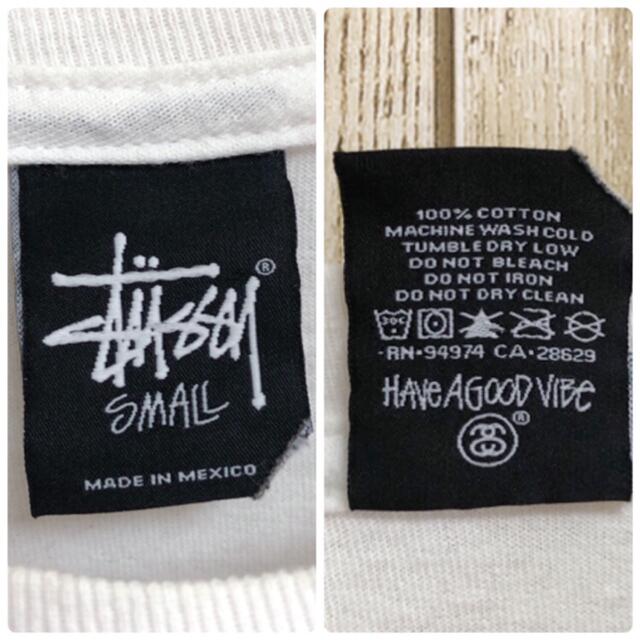 Stüssy
®
SMALL
MADE IN MEXICO
100% COTTON
MACHINE WASH COLD
TUMBLE DRY LOW
DO NOT BLEACH
DO NOT IRON
DO NOT DRY CLEAN
30C
-RN-94974 CA-28629
HAVE A GOOD VIBE
®